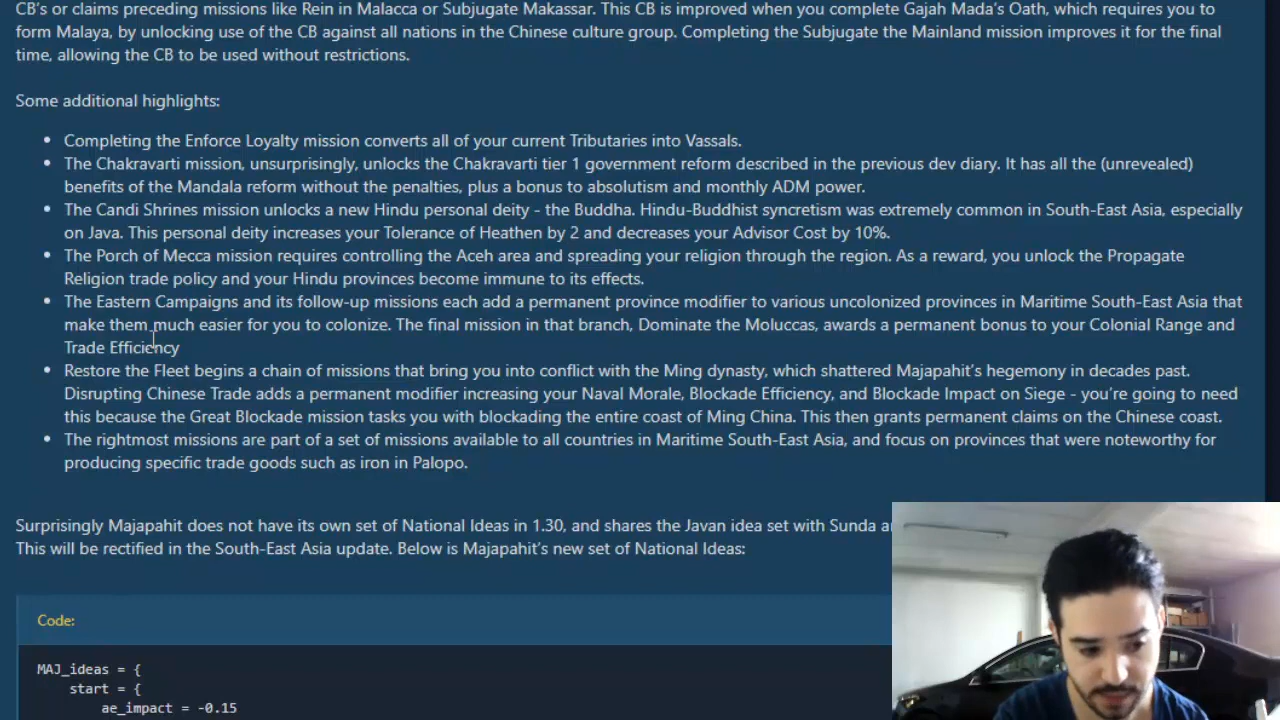 CB's or claims preceding missions like Rein in Malacca or Subjugate Makassar. This CB is improved when you complete Gajah Mada's Oath, which requires you to
form Malaya, by unlocking use of the CB against all nations in the Chinese culture group. Completing the Subjugate the Mainland mission improves it for the final
time, allowing the CB to be used without restrictions.
Some additional highlights:
• Completing the Enforce Loyalty mission converts all of your current Tributaries into Vassals.
• The Chakravarti mission, unsurprisingly, unlocks the Chakravarti tier 1 government reform described in the previous dev diary. It has all the (unrevealed)
benefits of the Mandala reform without the penalties, plus a bonus to absolutism and monthly ADM power.
• The Candi Shrines mission unlocks a new Hindu personal deity - the Buddha. Hindu-Buddhist syncretism was extremely common in South-East Asia, especially
on Java. This personal deity increases your Tolerance of Heathen by 2 and decreases your Advisor Cost by 10%.
• The Porch of Mecca mission requires controlling the Aceh area and spreading your religion through the region. As a reward, you unlock the Propagate
Religion trade policy and your Hindu provinces become immune to its effects.
• The Eastern Campaigns and its follow-up missions each add a permanent province modifier to various uncolonized provinces in Maritime South-East Asia that
make them much easier for you to colonize. The final mission in that branch, Dominate the Moluccas, awards a permanent bonus to your Colonial Range and
Trade Efficiency
• Restore the Fleet begins a chain of missions that bring you into conflict with the Ming dynasty, which shattered Majapahit's hegemony in decades past.
Disrupting Chinese Trade adds a permanent modifier increasing your Naval Morale, Blockade Efficiency, and Blockade Impact on Siege - you're going to need
this because the Great Blockade mission tasks you with blockading the entire coast of Ming China. This then grants permanent claims on the Chinese coast.
• The rightmost missions are part of a set of missions available to all countries in Maritime South-East Asia, and focus on provinces that were noteworthy for
producing specific trade goods such as iron in Palopo.
Surprisingly Majapahit does not have its own set of National Ideas in 1.30, and shares the Javan idea set with Sunda
This will be rectified in the South-East Asia update. Below is Majapahit's new set of National Ideas:
Code:
MAJ_ideas = {
start = {
ae_impact = -0.15